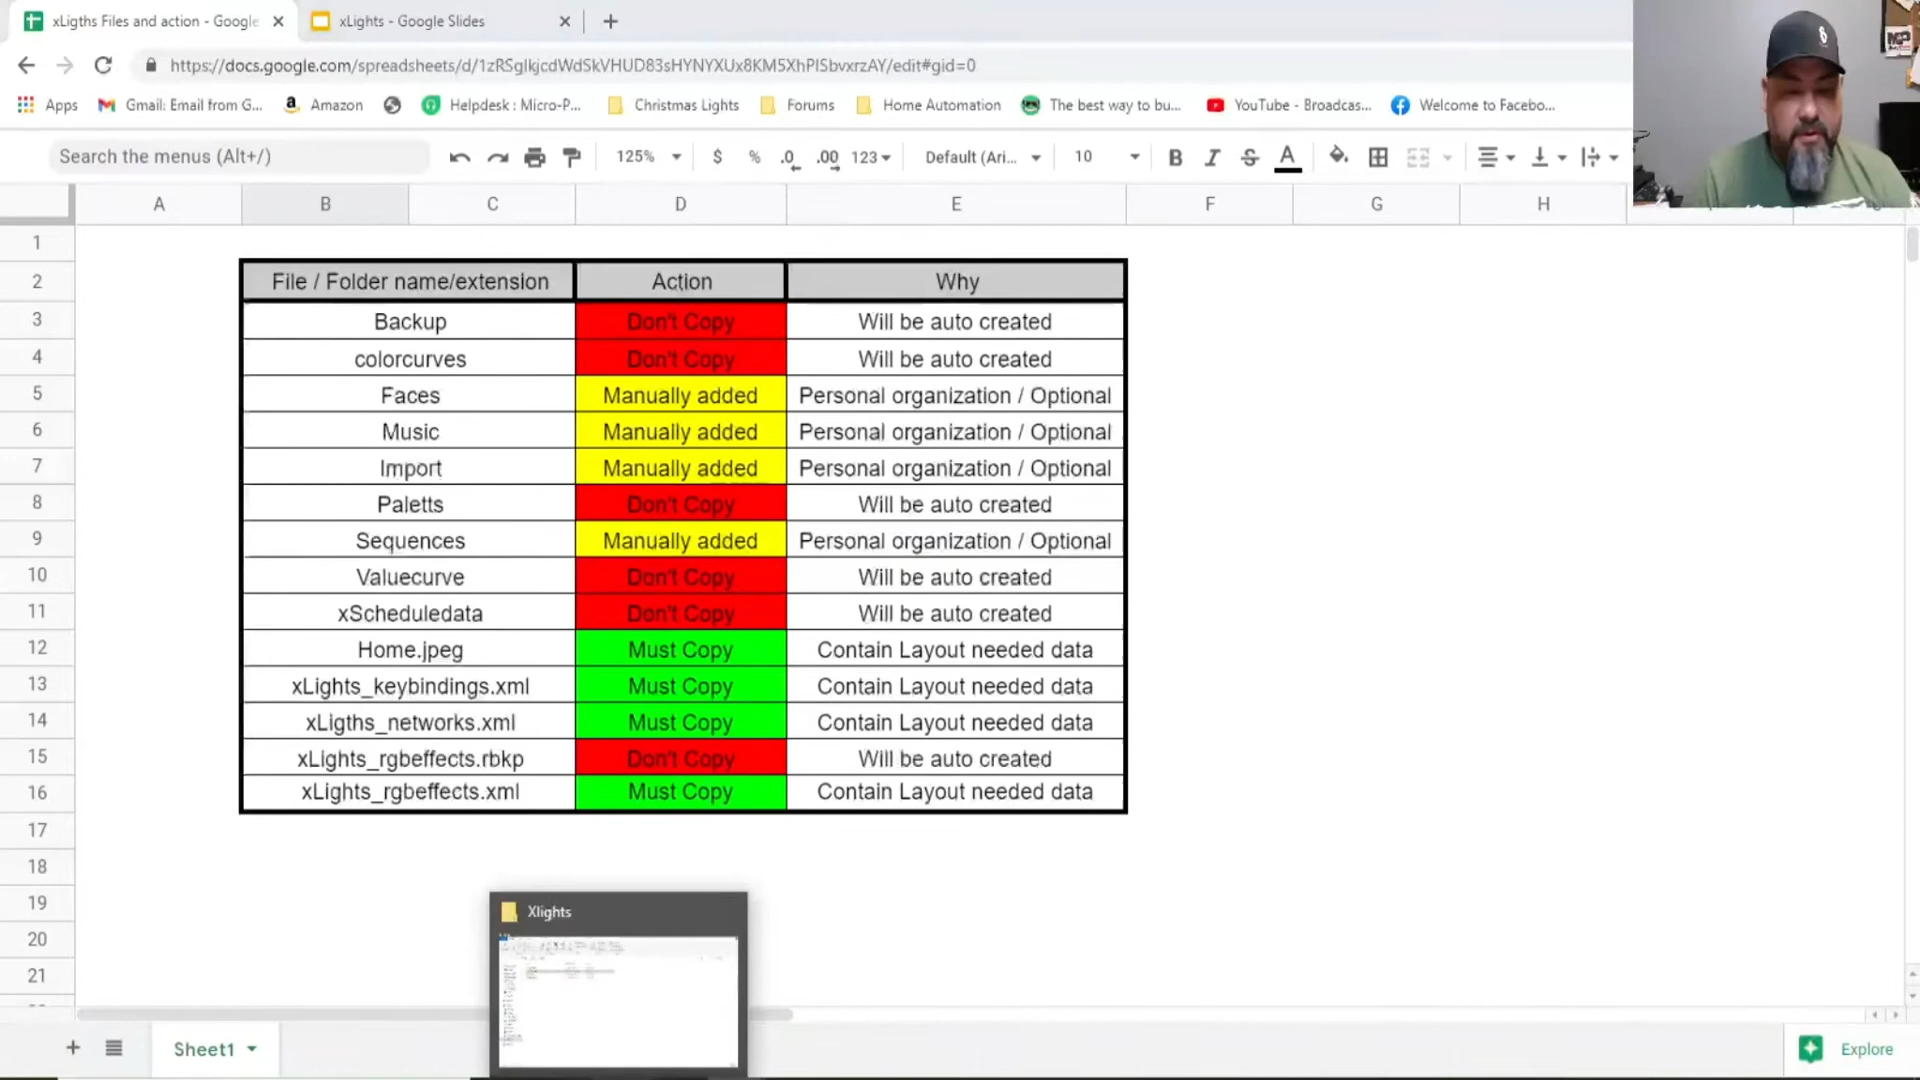 xLigths Files and action - Google
xLights - Google Slides
https://docs.google.com/spreadsheets/d/1zRSglkjcdWdSkVHUD83sHYNYXUx8KM5XhPlSbvxrzAY/edit#gid=0
Apps
Gmail: Email from G...
Amazon
Helpdesk : Micro-P...
Christmas Lights
Forums
Home Automation
The best way to bu...
YouTube - Broadcas...
Welcome to Facebo...
Search the menus (Alt+/)
125%
$
%
.0
.00
123
Default (Ari...
10
B
I
S
A
A B C D E F G H
1
2 File / Folder name/extension Action Why
3 Backup Don't Copy Will be auto created
4 colorcurves Don't Copy Will be auto created
5 Faces Manually added Personal organization / Optional
6 Music Manually added Personal organization / Optional
7 Import Manually added Personal organization / Optional
8 Paletts Don't Copy Will be auto created
9 Sequences Manually added Personal organization / Optional
10 Valuecurve Don't Copy Will be auto created
11 xScheduledata Don't Copy Will be auto created
12 Home.jpeg Must Copy Contain Layout needed data
13 xLights_keybindings.xml Must Copy Contain Layout needed data
14 xLigths_networks.xml Must Copy Contain Layout needed data
15 xLights_rgbeffects.rbkp Don't Copy Will be auto created
16 xLights_rgbeffects.xml Must Copy Contain Layout needed data
17
18
19
20
21
Xlights
Sheet1
Explore